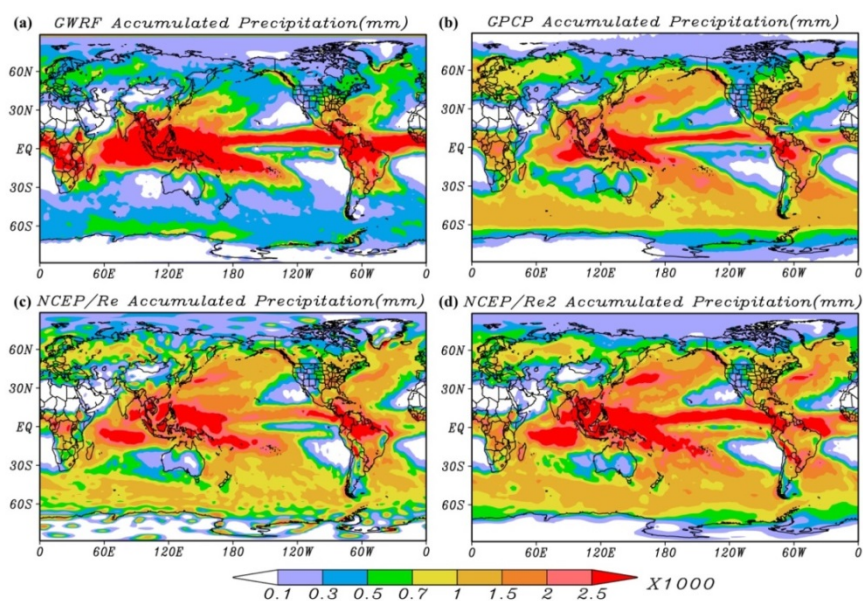 (a) GWRF Accumulated Precipitation(mm)
60N
30N
EQ
30S
60S
0 60E 120E 180 120W 60W 0
(b) GPCP Accumulated Precipitation(mm)
60N
30N
EQ
30S
60S
0 60E 120E 180 120W 60W 0
(c) NCEP/Re Accumulated Precipitation(mm)
60N
30N
EQ
30S
60S
0 60E 120E 180 120W 60W 0
(d) NCEP/Re2 Accumulated Precipitation(mm)
60N
30N
EQ
30S
60S
0 60E 120E 180 120W 60W 0
0.1 0.3 0.5 0.7 1 1.5 2 2.5 X1000